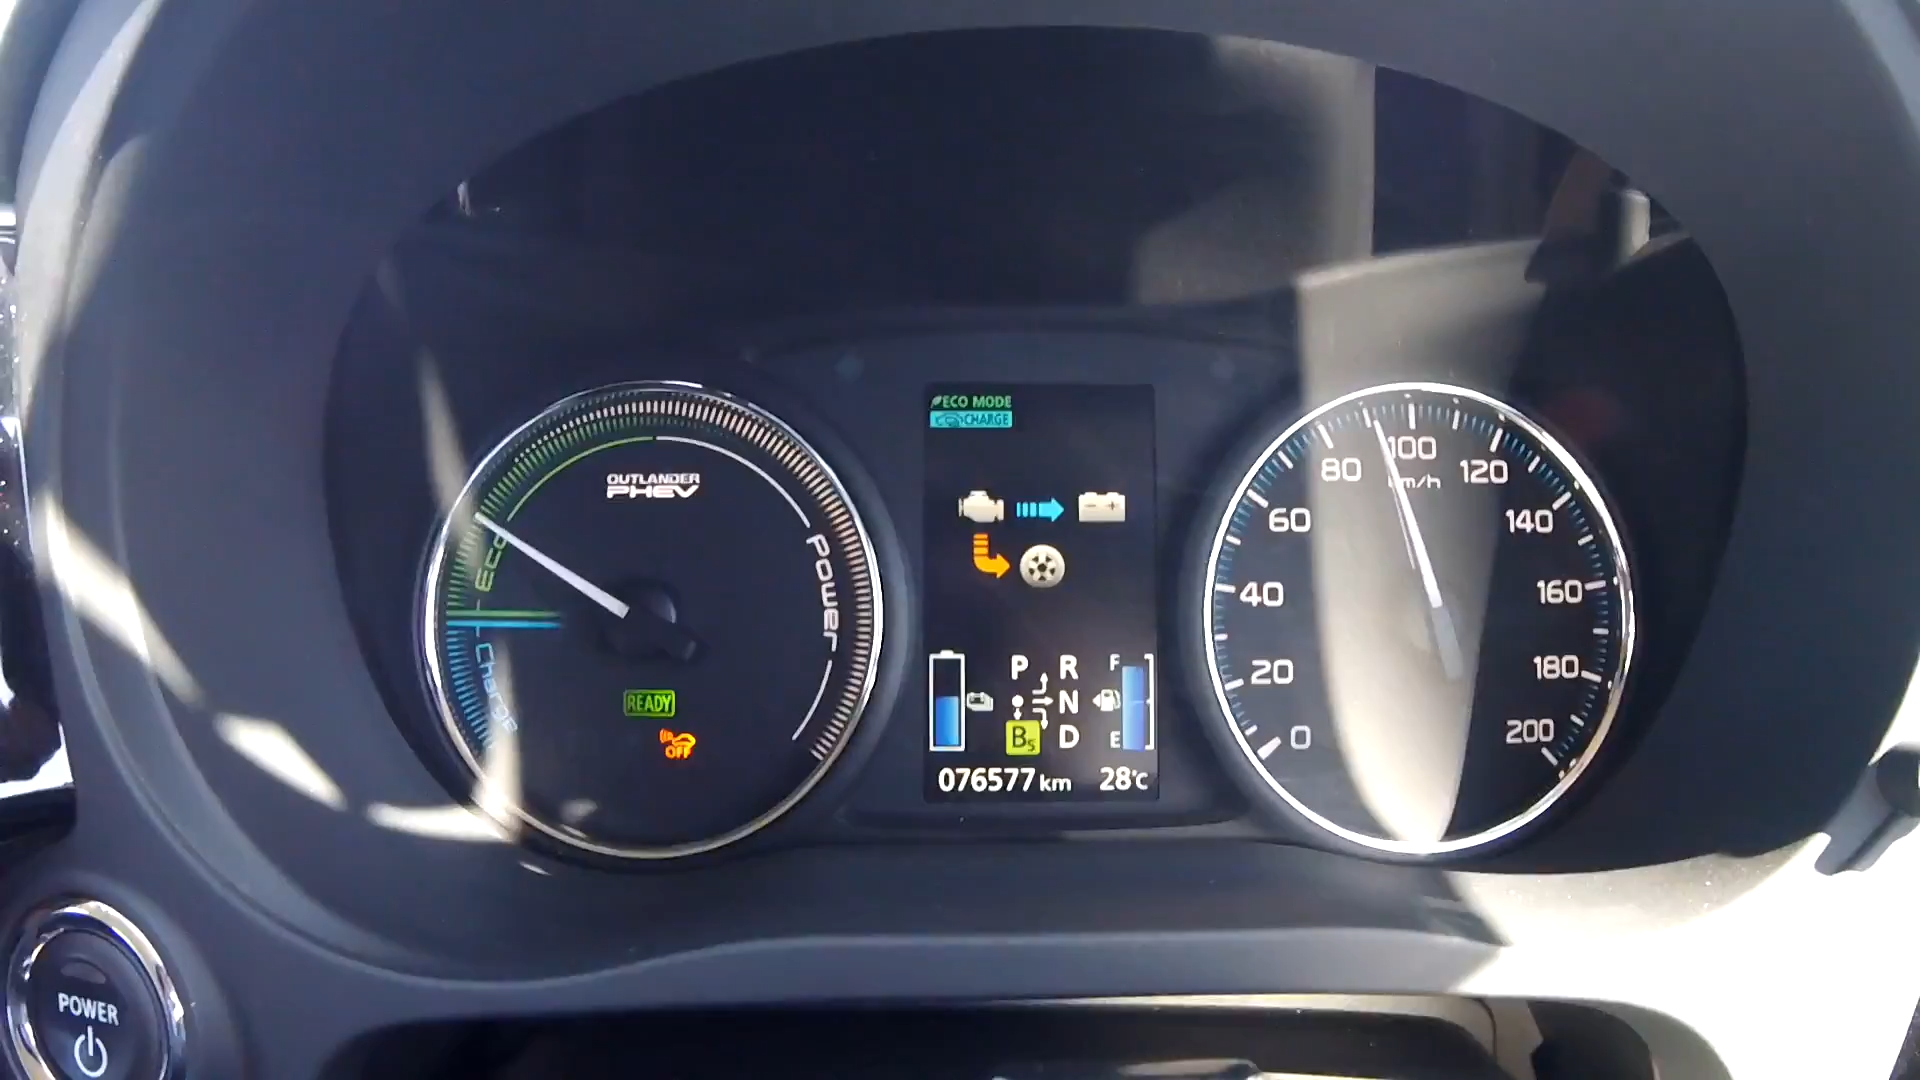 ECO MODE
CHARGE
OUTLANDER
PHEV
Eco
Charge
Power
READY
OFF
P R
N
B5 D
F
E
076577 km 28°C
0
20
40
60
80
100
120
140
160
180
200
km/h
POWER